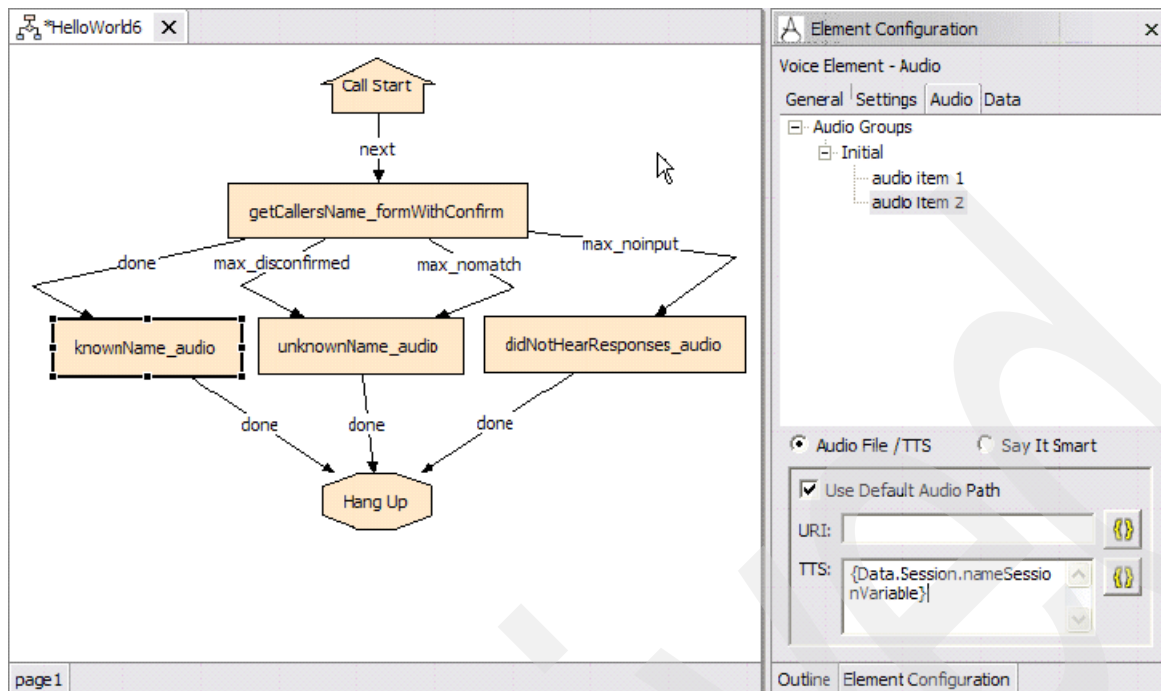 *HelloWorld6
Call Start
next
getCallersName_formWithConfirm
done
max_disconfirmed
max_nomatch
max_noinput
knownName_audio
unknownName_audio
didNotHearResponses_audio
done
done
done
Hang Up
page1
Element Configuration
Voice Element - Audio
General Settings Audio Data
Audio Groups
Initial
audio item 1
audio item 2
Audio File /TTS Say It Smart
Use Default Audio Path
URI:
TTS: {Data.Session.nameSessio
nVariable}
Outline Element Configuration